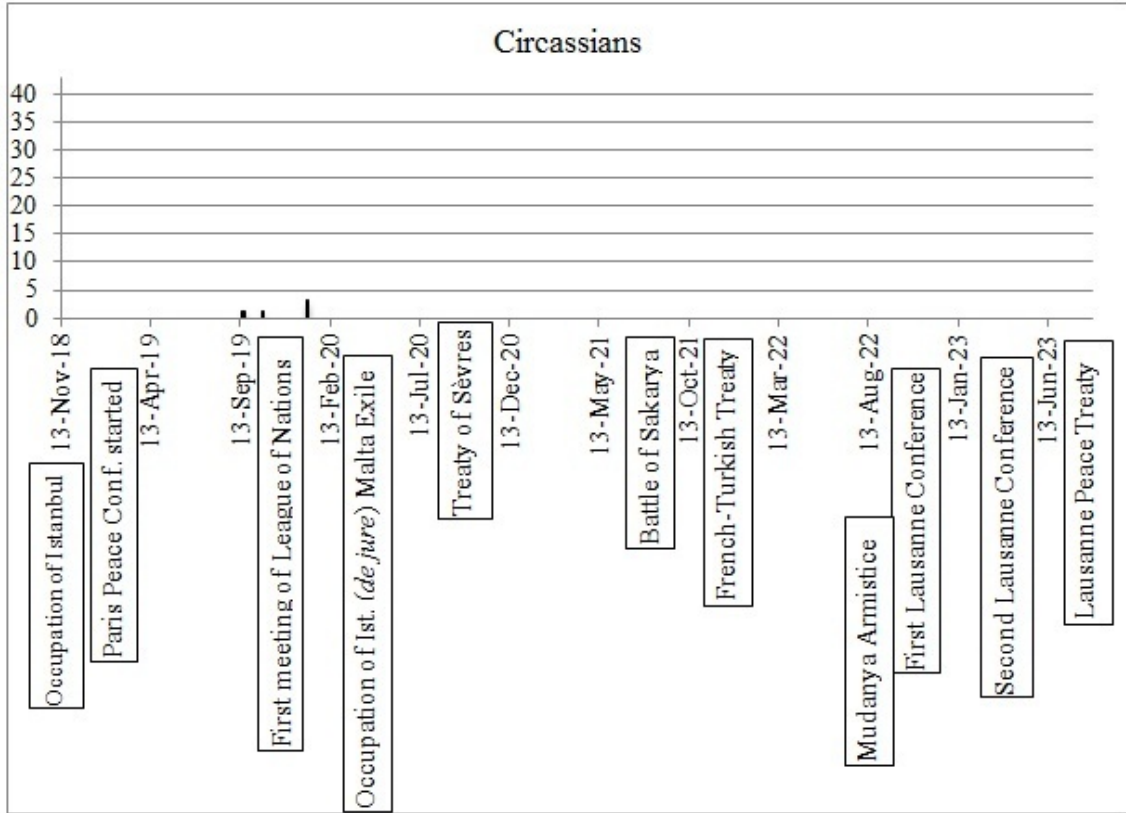 Circassians
40
35
30
25
20
15
10
5
0
13-Nov-18
13-Apr-19
13-Sep-19
13-Feb-20
13-Jul-20
13-Dec-20
13-May-21
13-Oct-21
13-Mar-22
13-Aug-22
13-Jan-23
13-Jun-23
Occupation of Istanbul
Paris Peace Conf. started
First meeting of League of Nations
Occupation of Ist. (de jure) Malta Exile
Treaty of Sèvres
Battle of Sakarya
French-Turkish Treaty
Mudanya Armistice
First Lausanne Conference
Second Lausanne Conference
Lausanne Peace Treaty